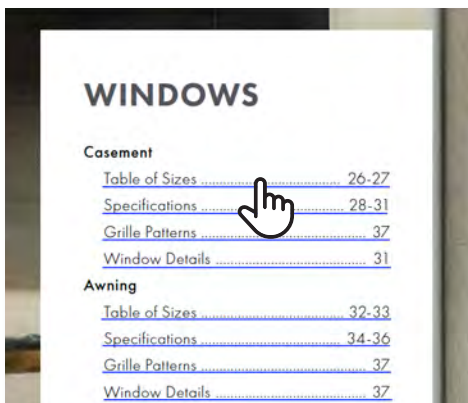 WINDOWS
Casement
Table of Sizes ........................................ 26-27
Specifications ........................................ 28-31
Grille Patterns ........................................ 37
Window Details ........................................ 31
Awning
Table of Sizes ........................................ 32-33
Specifications ........................................ 34-36
Grille Patterns ........................................ 37
Window Details ........................................ 37